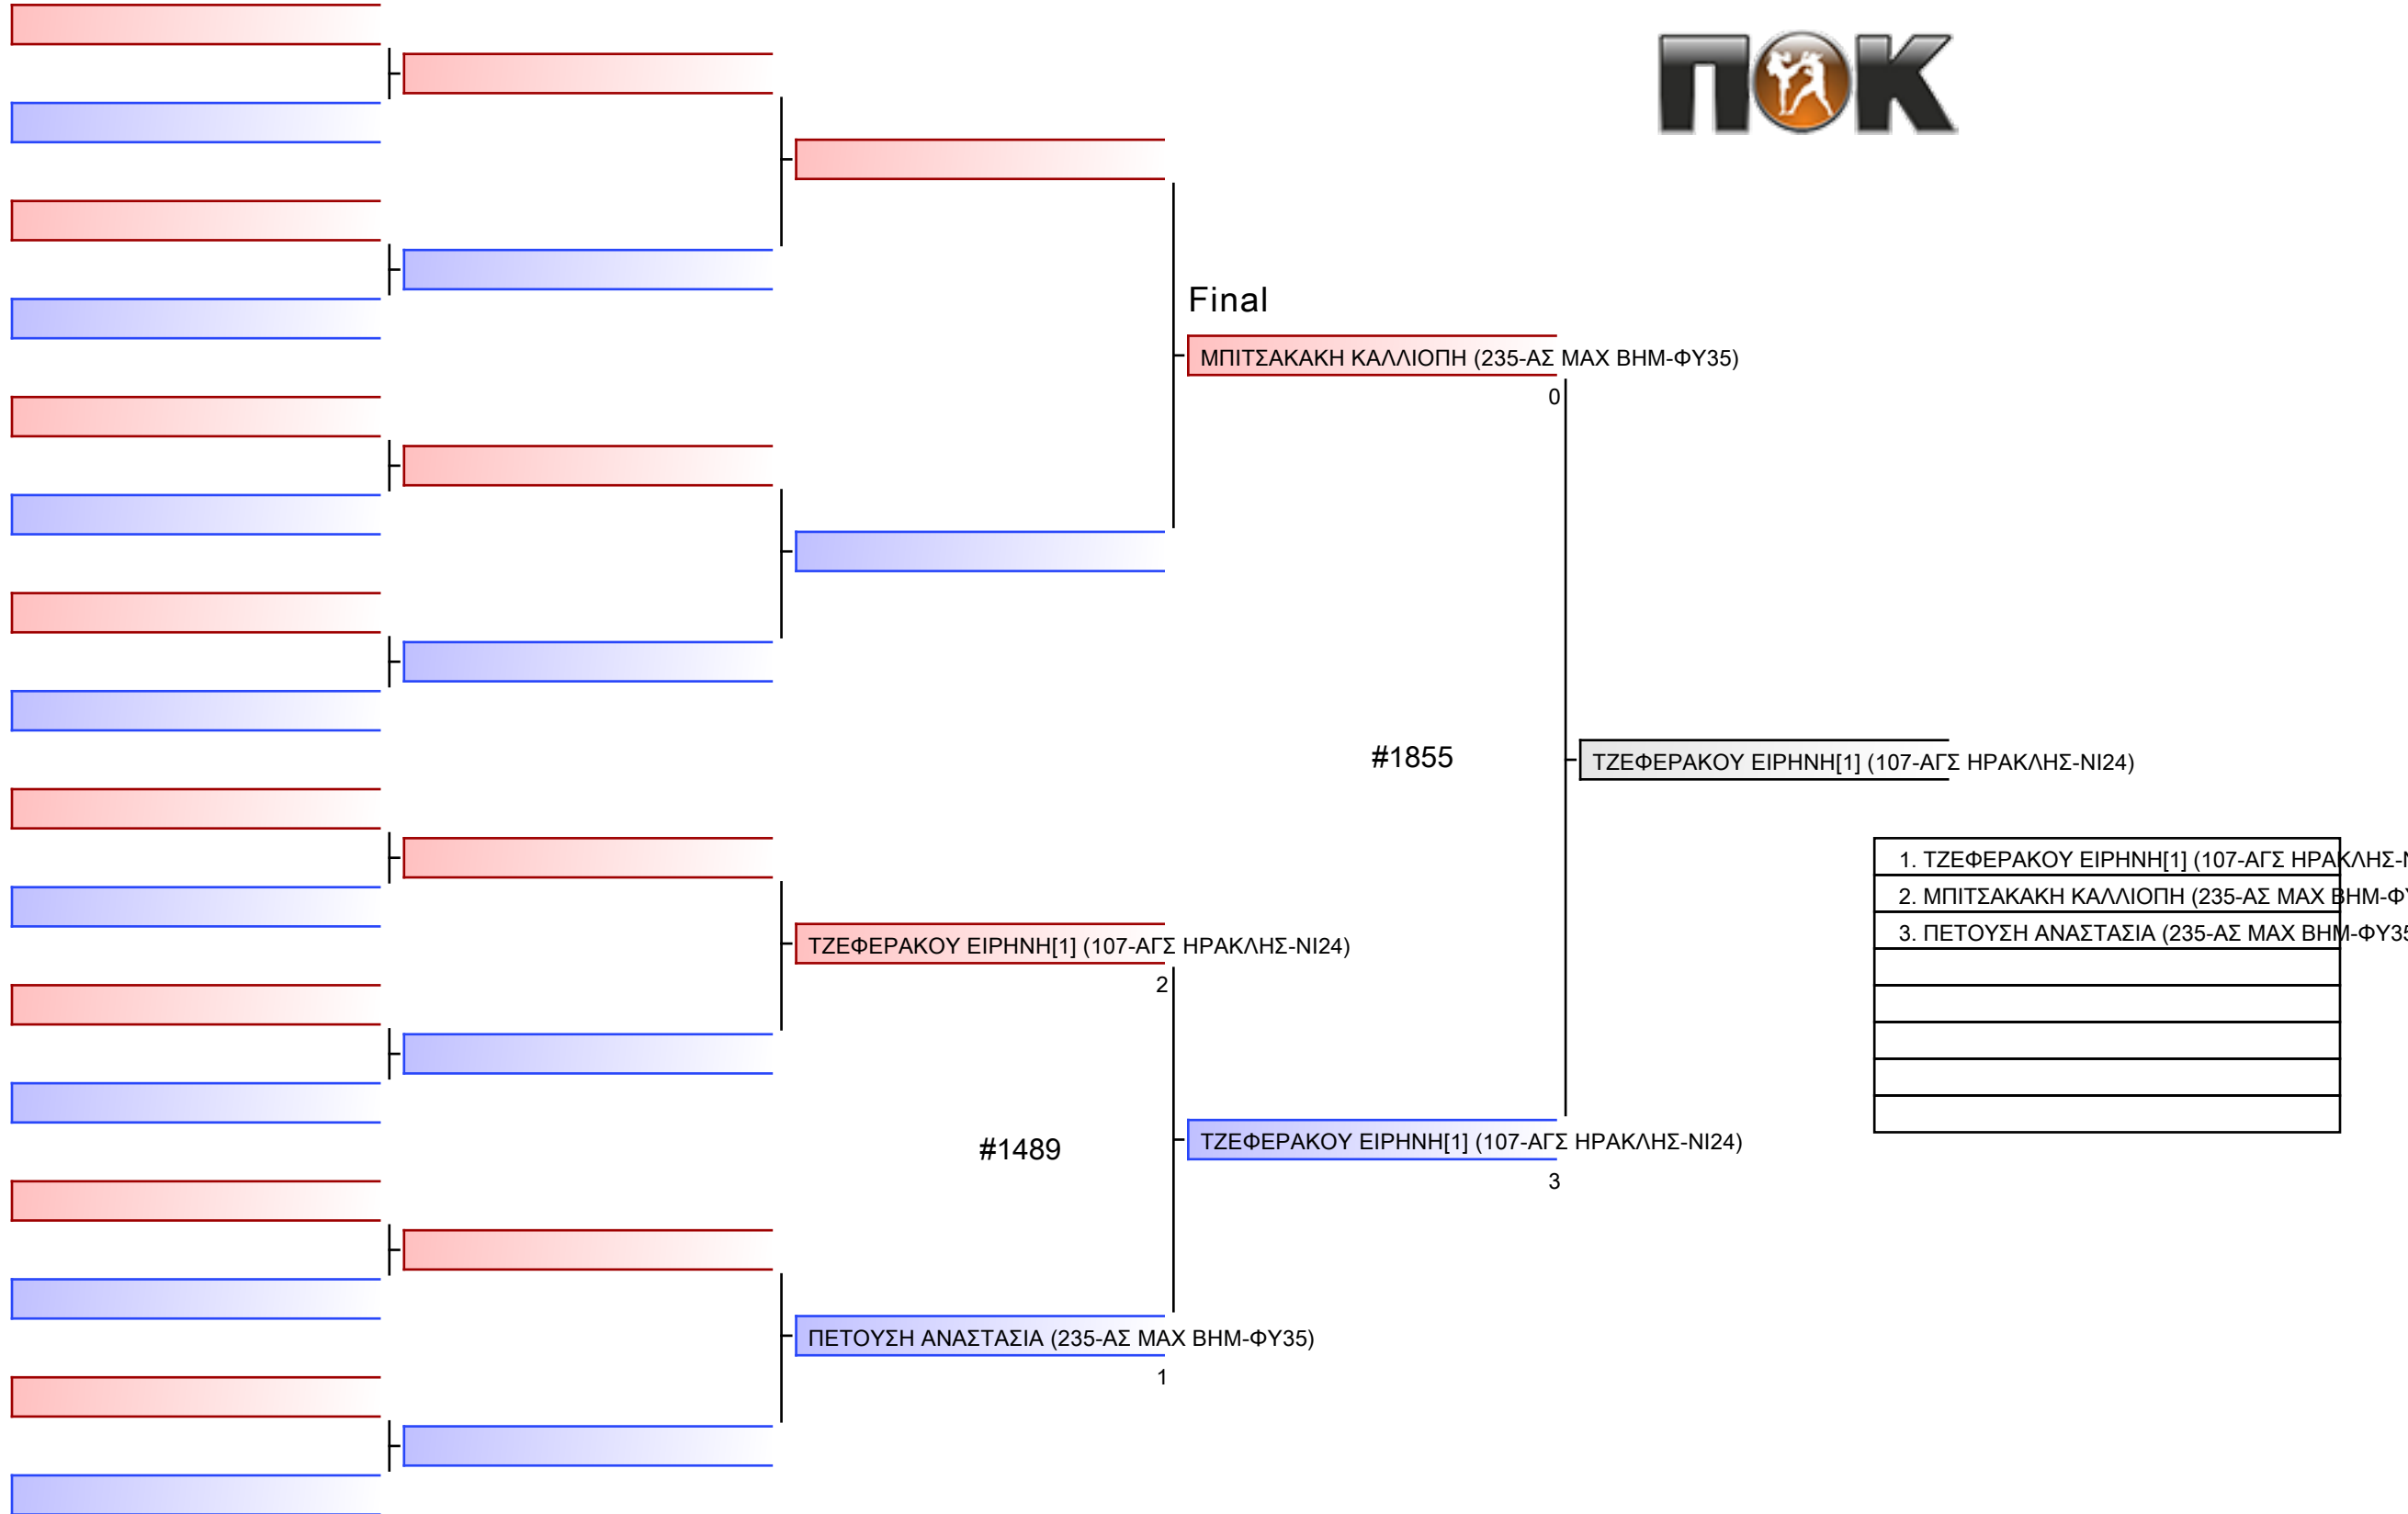 ΠΟΚ
Final
ΜΠΙΤΣΑΚΑΚΗ ΚΑΛΛΙΟΠΗ (235-ΑΣ ΜΑΧ ΒΗΜ-ΦΥ35)
0
#1855
ΤΖΕΦΕΡΑΚΟΥ ΕΙΡΗΝΗ[1] (107-ΑΓΣ ΗΡΑΚΛΗΣ-ΝΙ24)
1. ΤΖΕΦΕΡΑΚΟΥ ΕΙΡΗΝΗ[1] (107-ΑΓΣ ΗΡΑΚΛΗΣ-
2. ΜΠΙΤΣΑΚΑΚΗ ΚΑΛΛΙΟΠΗ (235-ΑΣ ΜΑΧ ΒΗΜ-Φ
3. ΠΕΤΟΥΣΗ ΑΝΑΣΤΑΣΙΑ (235-ΑΣ ΜΑΧ ΒΗΜ-ΦΥ35
ΤΖΕΦΕΡΑΚΟΥ ΕΙΡΗΝΗ[1] (107-ΑΓΣ ΗΡΑΚΛΗΣ-ΝΙ24)
2
#1489
ΤΖΕΦΕΡΑΚΟΥ ΕΙΡΗΝΗ[1] (107-ΑΓΣ ΗΡΑΚΛΗΣ-ΝΙ24)
3
ΠΕΤΟΥΣΗ ΑΝΑΣΤΑΣΙΑ (235-ΑΣ ΜΑΧ ΒΗΜ-ΦΥ35)
1